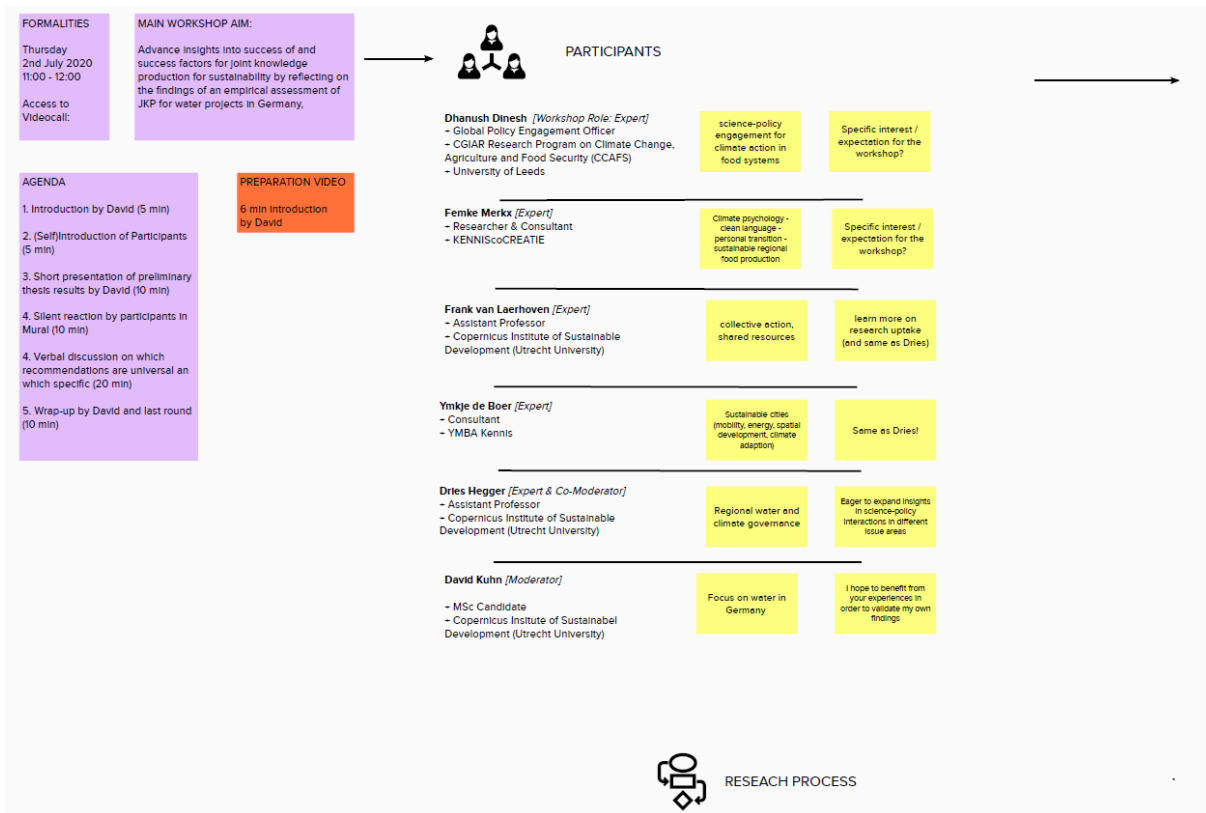 FORMALITIES
Thursday
2nd July 2020
11:00 - 12:00
Access to
Videocall:
MAIN WORKSHOP AIM:
Advance insights into success of and
success factors for joint knowledge
production for sustainability by reflecting on
the findings of an empirical assessment of
JKP for water projects in Germany,
AGENDA
1. Introduction by David (5 min)
2. (Self)Introduction of Participants
(5 min)
3. Short presentation of preliminary
thesis results by David (10 min)
4. Silent reaction by participants in
Mural (10 min)
4. Verbal discussion on which
recommendations are universal an
which specific (20 min)
5. Wrap-up by David and last round
(10 min)
PREPARATION VIDEO
6 min introduction
by David
PARTICIPANTS
Dhanush Dinesh [Workshop Role: Expert]
- Global Policy Engagement Officer
- CGIAR Research Program on Climate Change,
Agriculture and Food Security (CCAFS)
- University of Leeds
science-policy
engagement for
climate action in
food systems
Specific interest /
expectation for the
workshop?
Femke Merkx [Expert]
- Researcher & Consultant
- KENNIScoCREATIE
Climate psychology -
clean language -
personal transition -
sustainable regional
food production
Specific interest /
expectation for the
workshop?
Frank van Laerhoven [Expert]
- Assistant Professor
- Copernicus Institute of Sustainable
Development (Utrecht University)
collective action,
shared resources
learn more on
research uptake
(and same as Dries)
Ymkje de Boer [Expert]
- Consultant
- YMBA Kennis
Sustainable cities
(mobility, energy, spatial
development, climate
adaption)
Same as Dries!
Dries Hegger [Expert & Co-Moderator]
- Assistant Professor
- Copernicus Institute of Sustainable
Development (Utrecht University)
Regional water and
climate governance
Eager to expand insights
in science-policy
interactions in different
issue areas
David Kuhn [Moderator]
- MSc Candidate
- Copernicus Insitute of Sustainabel
Development (Utrecht University)
Focus on water in
Germany
I hope to benefit from
your experiences in
order to validate my own
findings
RESEACH PROCESS